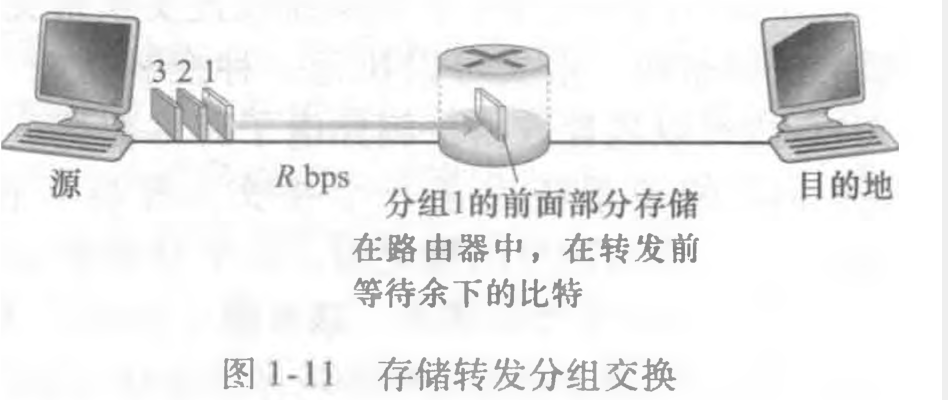 3 2 1
源
R bps
目的地
分组1的前面部分存储
在路由器中，在转发前
等待余下的比特
图 1-11 存储转发分组交换